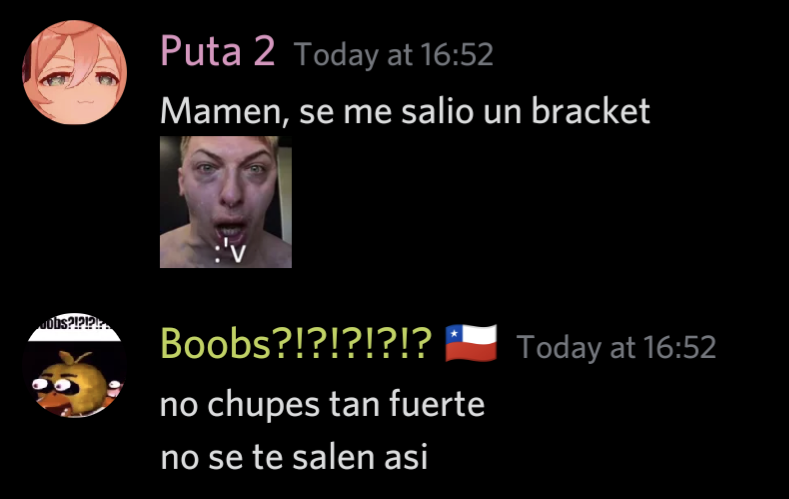 Puta 2 Today at 16:52
Mamen, se me salio un bracket
:'v
Boobs?!?!?!?!? 🇨🇱 Today at 16:52
no chupes tan fuerte
no se te salen asi